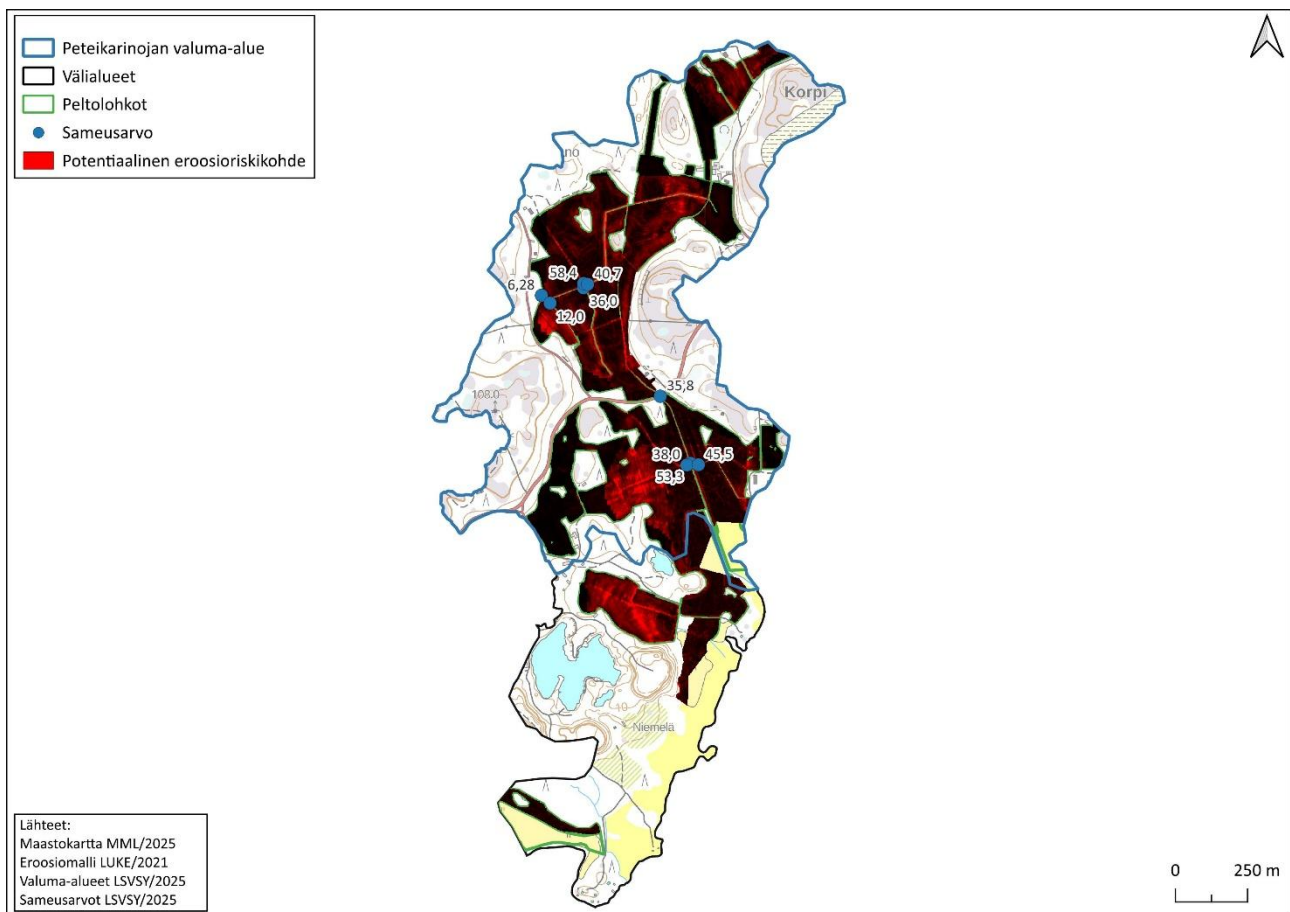 Peteikarinojan valuma-alue
Välialueet
Peltolohkot
Sameusarvo
Potentiaalinen eroosioriskikohde
Korpi
58,4
40,7
6,28
36,0
12,0
35,8
108.0
38,0
45,5
53,3
Niemelä
Lähteet:
Maastokartta MML/2025
Eroosiomalli LUKE/2021
Valuma-alueet LSVSY/2025
Sameusarvot LSVSY/2025
0 250 m